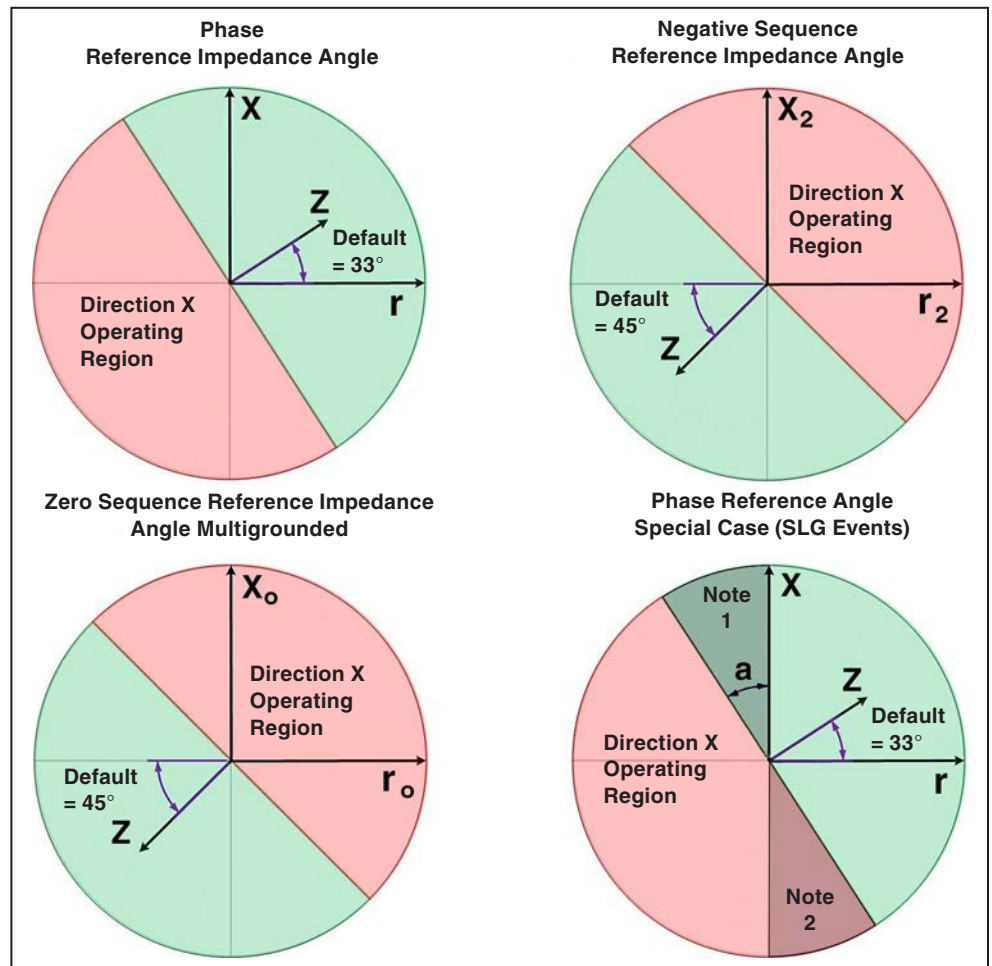 Phase
Reference Impedance Angle
X
Z
Default
= 33°
r
Direction X
Operating
Region
Negative Sequence
Reference Impedance Angle
X2
Direction X
Operating
Region
r2
Default
= 45°
Z
Zero Sequence Reference Impedance
Angle Multigrounded
Xo
Direction X
Operating
Region
ro
Default
= 45°
Z
Phase Reference Angle
Special Case (SLG Events)
Note
1
X
a
Z
Default
= 33°
Direction X
Operating
Region
r
Note
2